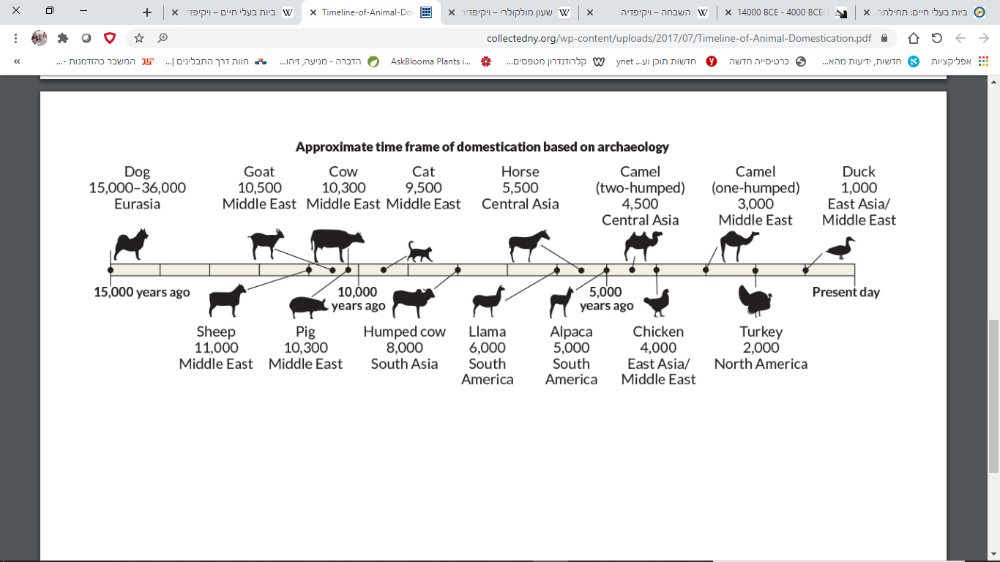 ביות בעלי חיים – ויקיפדי
Timeline-of-Animal-Do
שעון מולקולרי – ויקיפדיה
השבחה – ויקיפדיה
14000 BCE - 4000 BCE:
ביות בעלי חיים: תחילתה
collectedny.org/wp-content/uploads/2017/07/Timeline-of-Animal-Domestication.pdf
אפליקציות
חדשות, ידיעות מהא...
כרטיסייה חדשה
ynet חדשות תוכן וע...
קלרודנדרון מטפסים...
AskBlooma Plants i...
הדברה - מניעה, זיהו...
חוות דרך התבלינים |...
המשבר כהזדמנות -...
«
Approximate time frame of domestication based on archaeology
Dog
15,000–36,000
Eurasia
Goat
10,500
Middle East
Cow
10,300
Middle East
Cat
9,500
Middle East
Horse
5,500
Central Asia
Camel
(two-humped)
4,500
Central Asia
Camel
(one-humped)
3,000
Middle East
Duck
1,000
East Asia/
Middle East
15,000 years ago
10,000
years ago
5,000
years ago
Present day
Sheep
11,000
Middle East
Pig
10,300
Middle East
Humped cow
8,000
South Asia
Llama
6,000
South
America
Alpaca
5,000
South
America
Chicken
4,000
East Asia/
Middle East
Turkey
2,000
North America